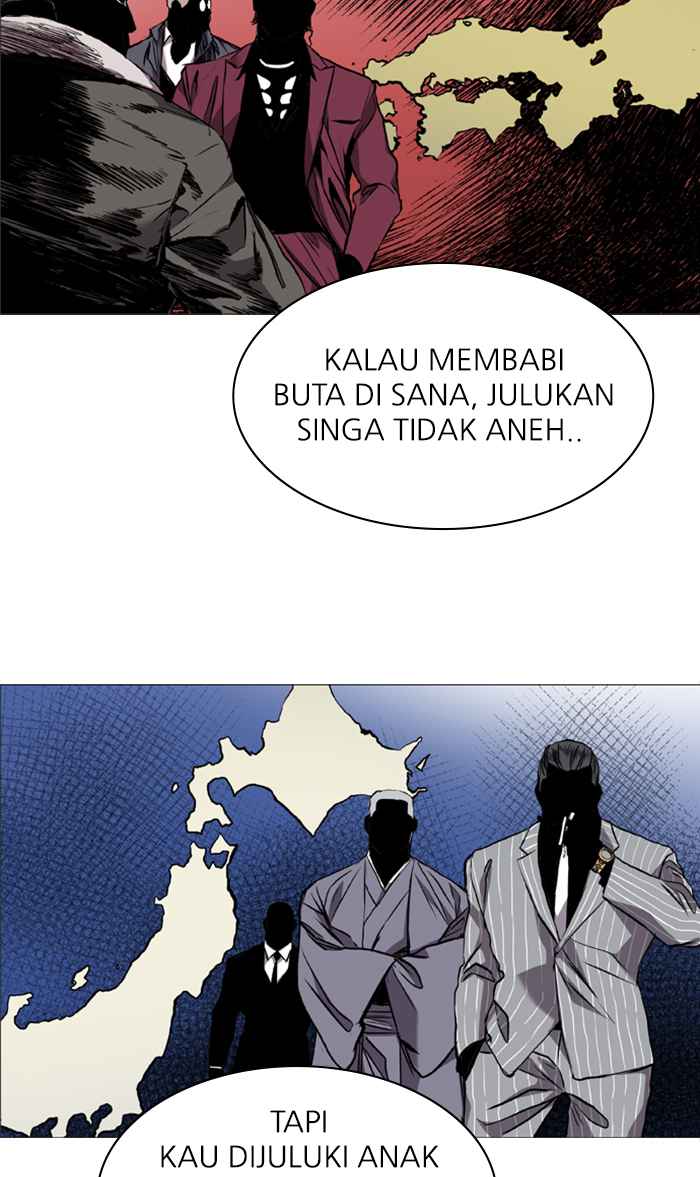 KALAU MEMBABI
BUTA DI SANA, JULUKAN
SINGA TIDAK ANEH..
TAPI
KAU DIJULUKI ANAK